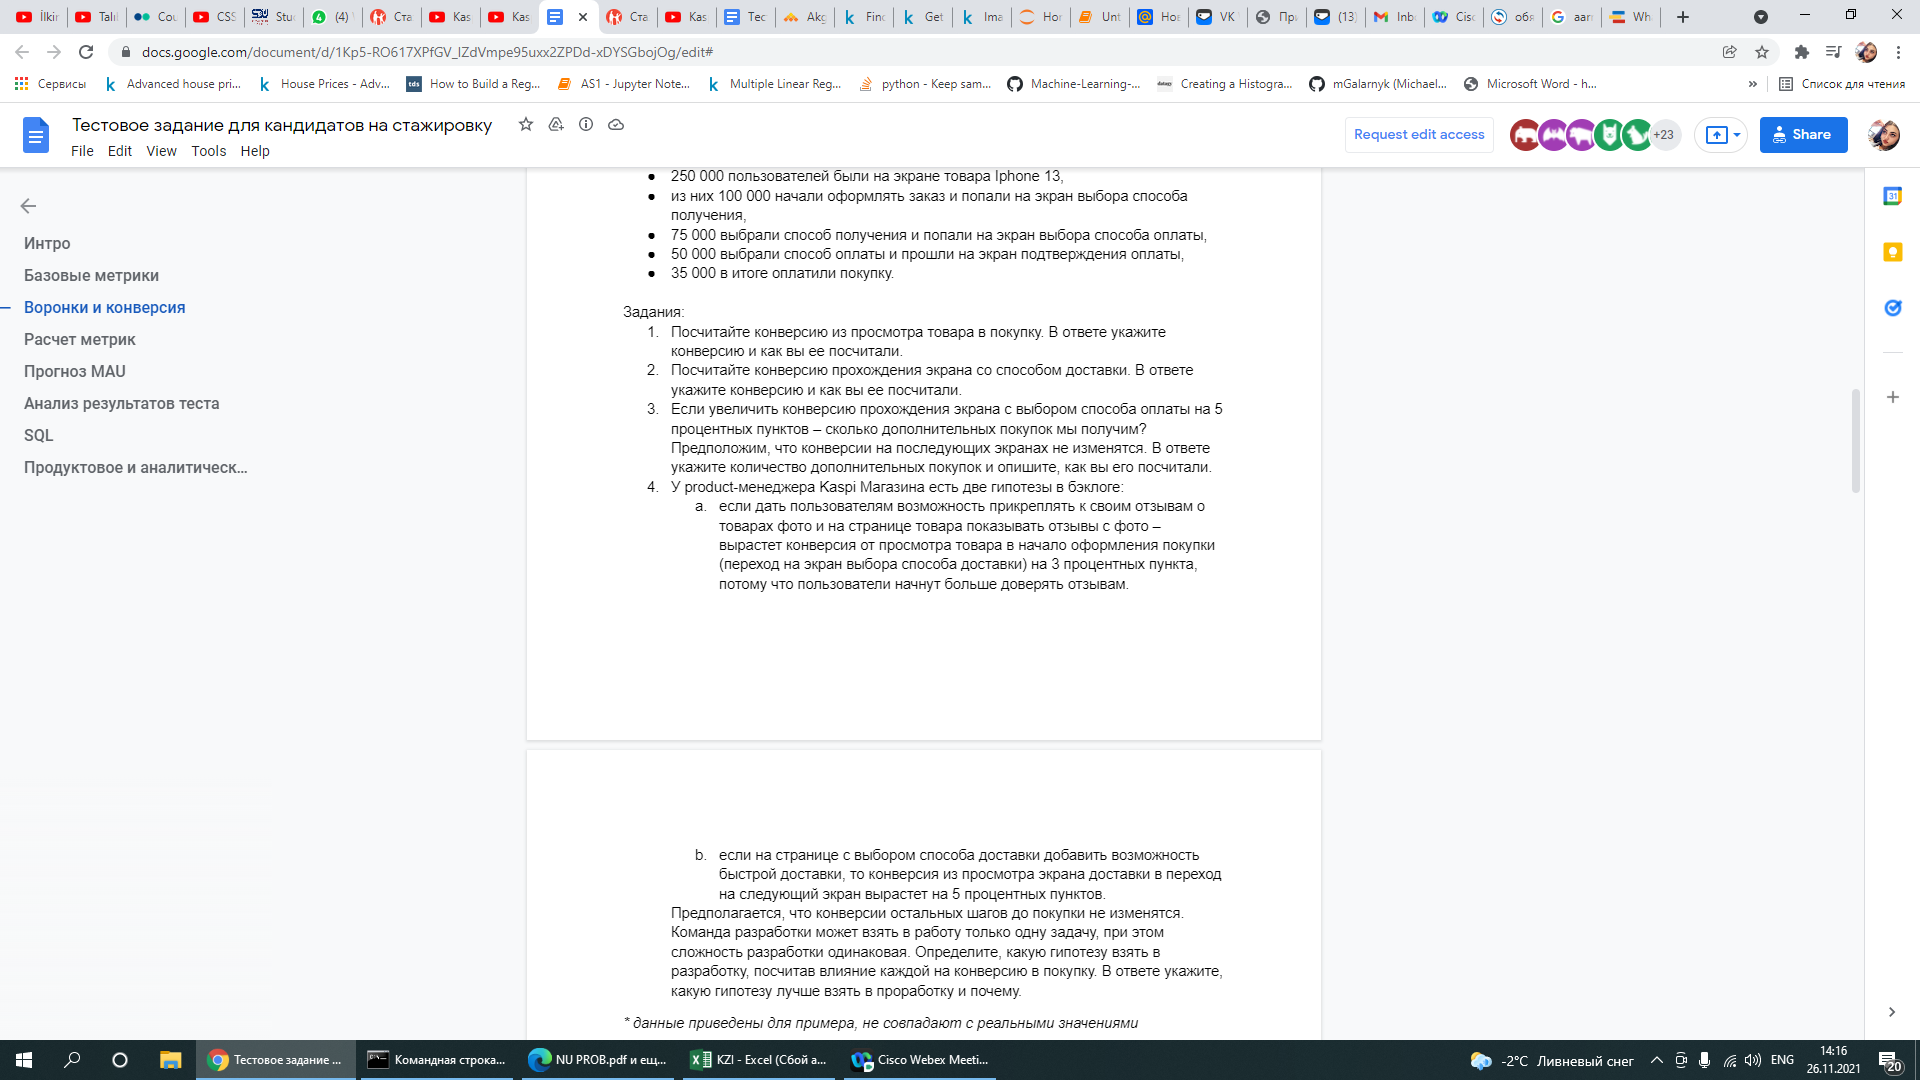 İlkin
Tali
Cou
CSS
Stu
(4)
Ста
Kas
Kas
Ста
Kas
Тес
Akg
Finc
Get
Ima
Hor
Unt
Нов
VK
При
(13)
Inb
Cisc
обя
aarr
Wh
docs.google.com/document/d/1Kp5-RO617XPfGV_IZdVmpe95uxx2ZPDd-xDYSGbojOg/edit#
Сервисы
Advanced house pri...
House Prices - Adv...
How to Build a Reg...
AS1 - Jupyter Note...
Multiple Linear Reg...
python - Keep sam...
Machine-Learning-...
Creating a Histogra...
mGalarnyk (Michael...
Microsoft Word - h...
»
Список для чтения
Тестовое задание для кандидатов на стажировку
File Edit View Tools Help
Request edit access
+23
Share
Интро
Базовые метрики
Воронки и конверсия
Расчет метрик
Прогноз MAU
Анализ результатов теста
SQL
Продуктовое и аналитическ...
● 250 000 пользователей были на экране товара Iphone 13,
● из них 100 000 начали оформлять заказ и попали на экран выбора способа
получения,
● 75 000 выбрали способ получения и попали на экран выбора способа оплаты,
● 50 000 выбрали способ оплаты и прошли на экран подтверждения оплаты,
● 35 000 в итоге оплатили покупку.
Задания:
1. Посчитайте конверсию из просмотра товара в покупку. В ответе укажите
конверсию и как вы ее посчитали.
2. Посчитайте конверсию прохождения экрана со способом доставки. В ответе
укажите конверсию и как вы ее посчитали.
3. Если увеличить конверсию прохождения экрана с выбором способа оплаты на 5
процентных пунктов – сколько дополнительных покупок мы получим?
Предположим, что конверсии на последующих экранах не изменятся. В ответе
укажите количество дополнительных покупок и опишите, как вы его посчитали.
4. У product-менеджера Kaspi Магазина есть две гипотезы в бэклоге:
a. если дать пользователям возможность прикреплять к своим отзывам о
товарах фото и на странице товара показывать отзывы с фото –
вырастет конверсия от просмотра товара в начало оформления покупки
(переход на экран выбора способа доставки) на 3 процентных пункта,
потому что пользователи начнут больше доверять отзывам.
b. если на странице с выбором способа доставки добавить возможность
быстрой доставки, то конверсия из просмотра экрана доставки в переход
на следующий экран вырастет на 5 процентных пунктов.
Предполагается, что конверсии остальных шагов до покупки не изменятся.
Команда разработки может взять в работу только одну задачу, при этом
сложность разработки одинаковая. Определите, какую гипотезу взять в
разработку, посчитав влияние каждой на конверсию в покупку. В ответе укажите,
какую гипотезу лучше взять в проработку и почему.
* данные приведены для примера, не совпадают с реальными значениями
Тестовое задание ...
Командная строка...
NU PROB.pdf и ещ...
KZI - Excel (Сбой а...
Cisco Webex Meeti...
-2°C Ливневый снег
ENG
14:16
26.11.2021
20